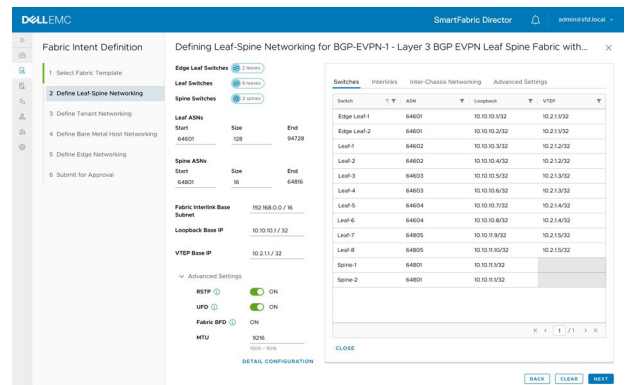 DELLEMC
SmartFabric Director
admin@sfd.local
Fabric Intent Definition
1 Select Fabric Template
2 Define Leaf-Spine Networking
3 Define Tenant Networking
4 Define Bare Metal Host Networking
5 Define Edge Networking
6 Submit for Approval
Defining Leaf-Spine Networking for BGP-EVPN-1 - Layer 3 BGP EVPN Leaf Spine Fabric with...
Edge Leaf Switches 2 leaves
Leaf Switches 8 leaves
Spine Switches 2 spines
Leaf ASNs
Start Size End
64601 128 94728
Spine ASNs
Start Size End
64801 16 64816
Fabric Interlink Base Subnet 192.168.0.0 / 16
Loopback Base IP 10.10.10.1 / 32
VTEP Base IP 10.2.1.1 / 32
Advanced Settings
RSTP ON
UFD ON
Fabric BFD ON
MTU 9216
1500 - 9216
DETAIL CONFIGURATION
Switches Interlinks Inter-Chassis Networking Advanced Settings
Switch ASN Loopback VTEP
Edge Leaf-1 64601 10.10.10.1/32 10.2.1.1/32
Edge Leaf-2 64601 10.10.10.2/32 10.2.1.1/32
Leaf-1 64602 10.10.10.3/32 10.2.1.2/32
Leaf-2 64602 10.10.10.4/32 10.2.1.2/32
Leaf-3 64603 10.10.10.5/32 10.2.1.3/32
Leaf-4 64603 10.10.10.6/32 10.2.1.3/32
Leaf-5 64604 10.10.10.7/32 10.2.1.4/32
Leaf-6 64604 10.10.10.8/32 10.2.1.4/32
Leaf-7 64805 10.10.11.9/32 10.2.1.5/32
Leaf-8 64805 10.10.11.10/32 10.2.1.5/32
Spine-1 64801 10.10.11.1/32
Spine-2 64801 10.10.11.1/32
1 / 1
CLOSE
BACK CLEAR NEXT